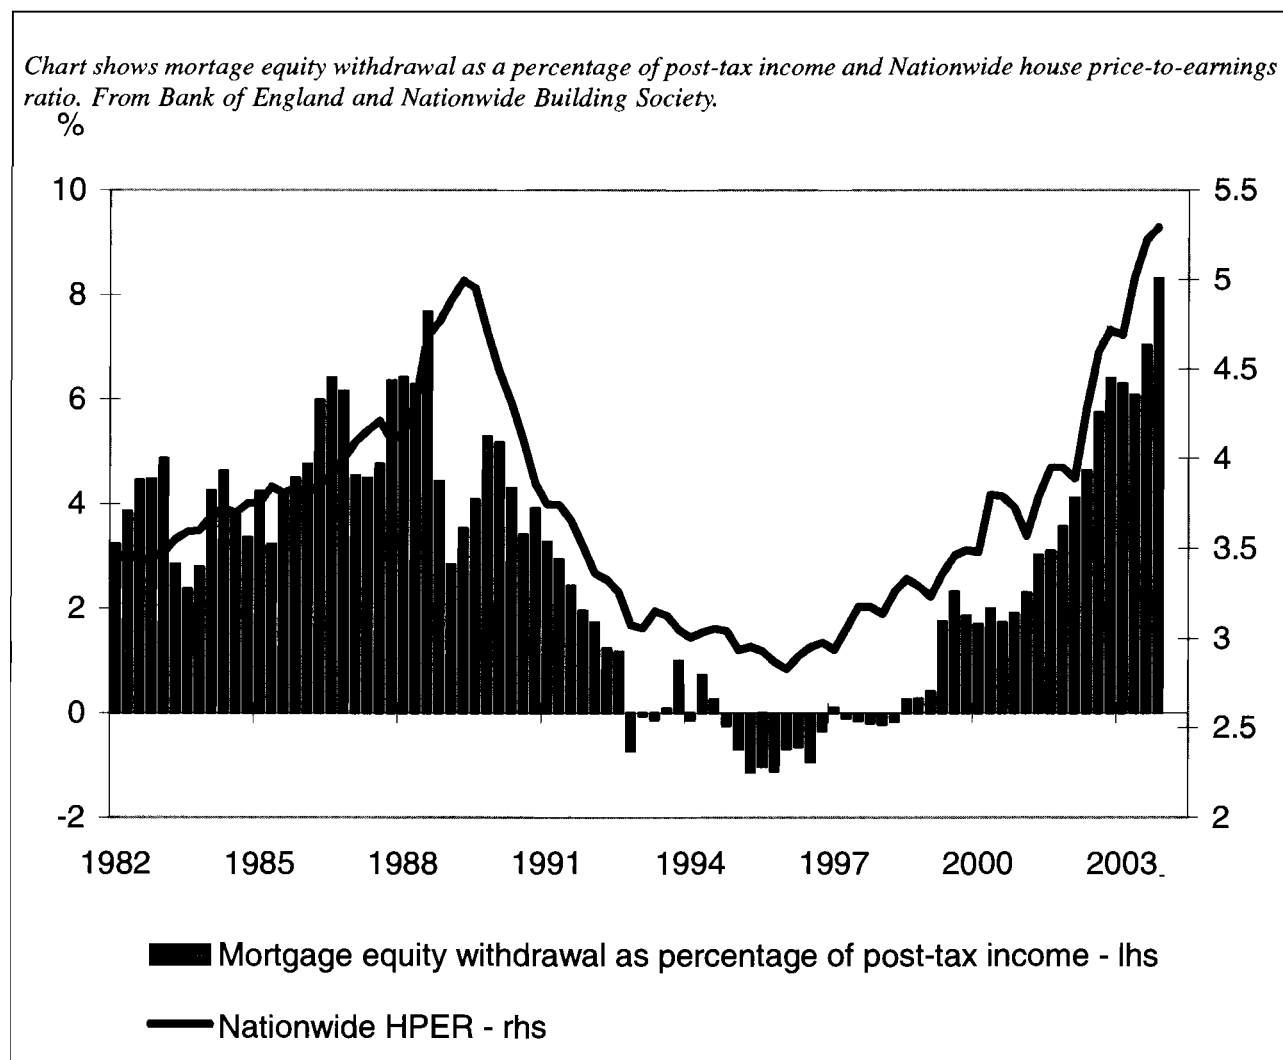 Chart shows mortage equity withdrawal as a percentage of post-tax income and Nationwide house price-to-earnings
ratio. From Bank of England and Nationwide Building Society.
%
10 5.5
8 5
6 4.5
4 4
2 3.5
0 3
-2 2.5
2
1982 1985 1988 1991 1994 1997 2000 2003
Mortgage equity withdrawal as percentage of post-tax income - lhs
Nationwide HPER - rhs